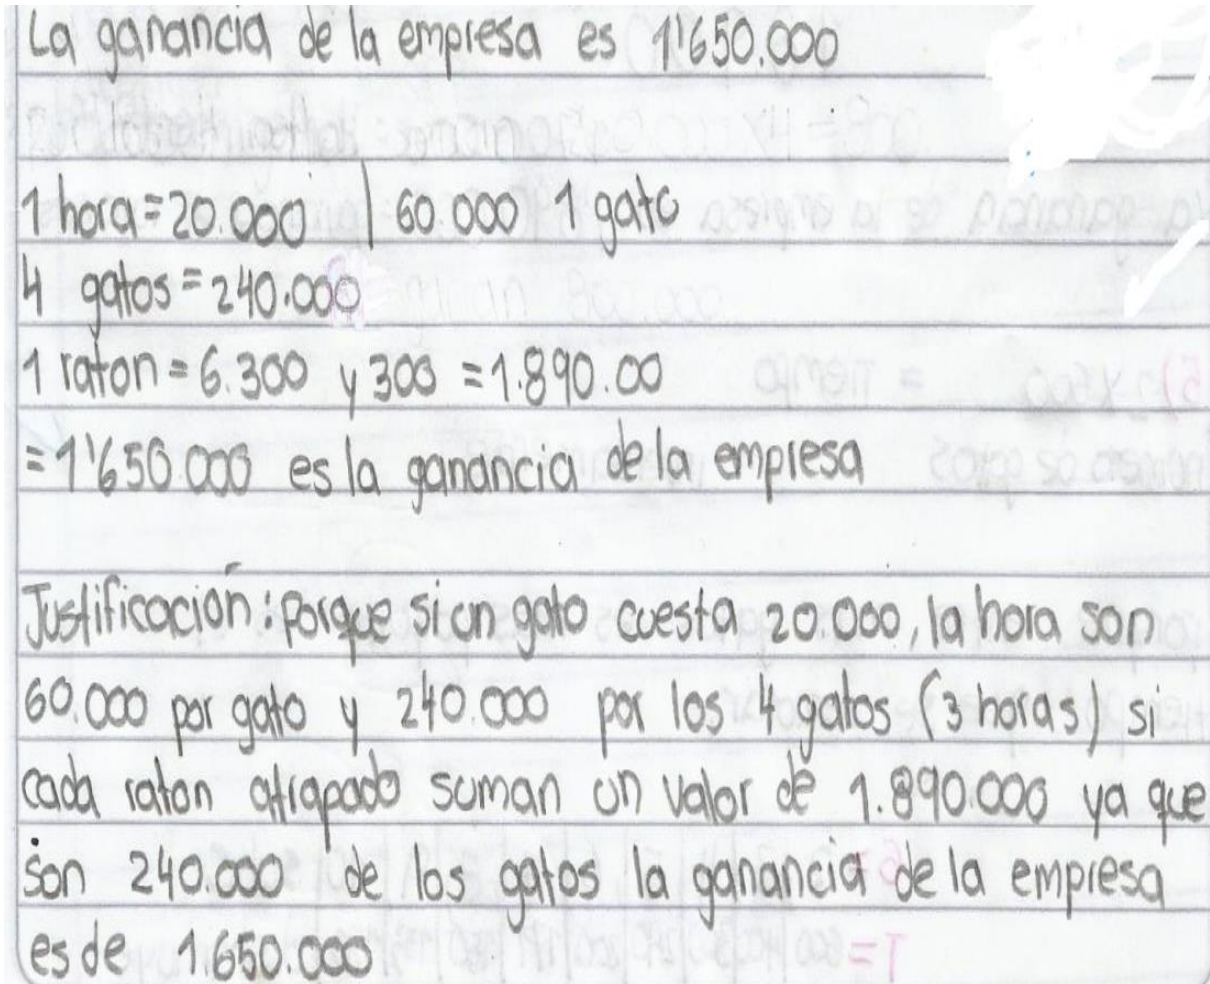 La ganancia de la empresa es 1'650.000
1 hora = 20.000 | 60.000 1 gato
4 gatos = 240.000
1 raton = 6.300 y 300 = 1.890.00
= 1'650.000 es la ganancia de la empresa
Justificación: porque si un gato cuesta 20.000, la hora son
60.000 por gato y 240.000 por los 4 gatos (3 horas) si
cada raton atrapado suman un valor de 1.890.000 ya que
son 240.000 de los gatos la ganancia de la empresa
es de 1.650.000